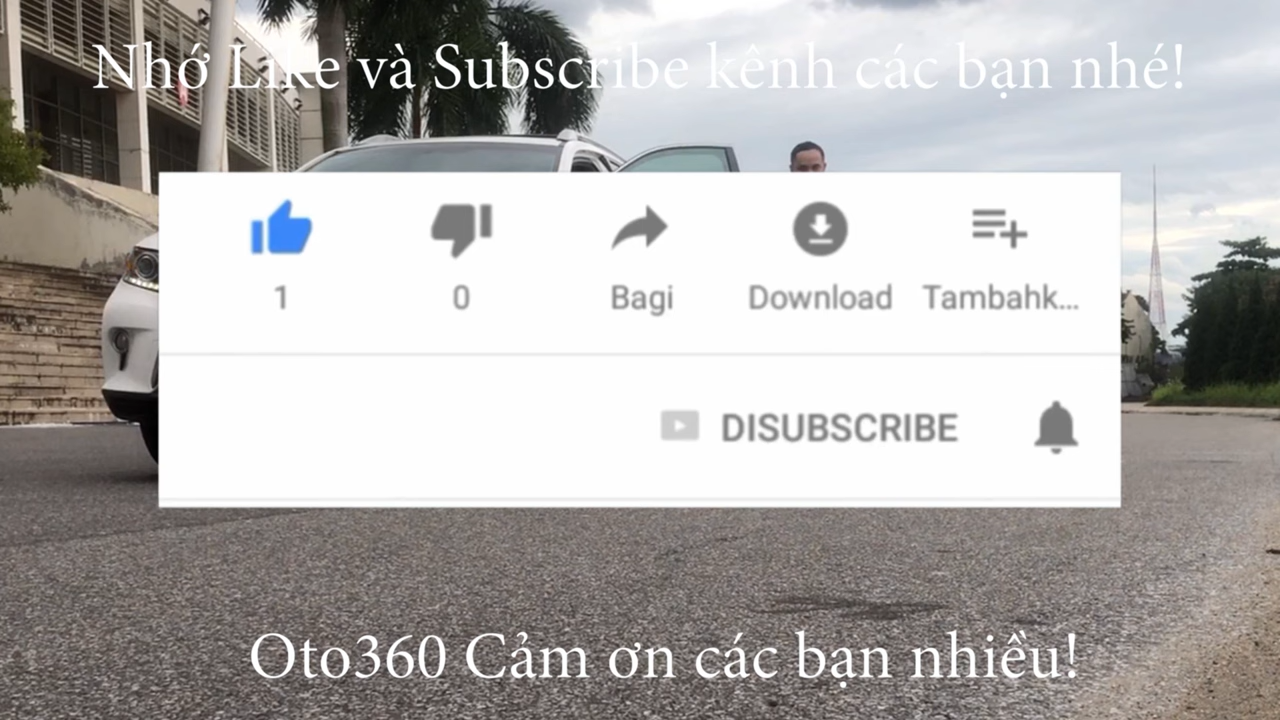 Nhớ Like và Subscribe kênh các bạn nhé!
1 0 Bagi Download Tambahk...
DISUBSCRIBE
Oto360 Cảm ơn các bạn nhiều!